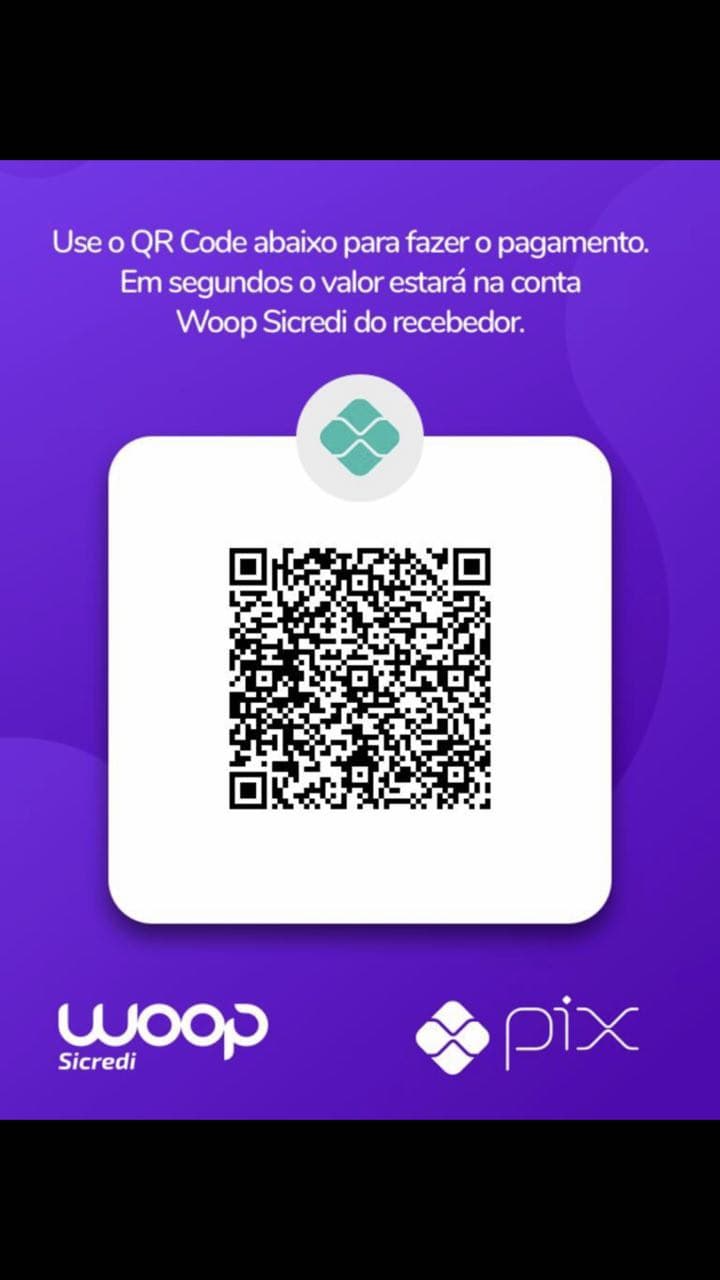 Use o QR Code abaixo para fazer o pagamento.
Em segundos o valor estará na conta
Woop Sicredi do recebedor.
woop
Sicredi
pix